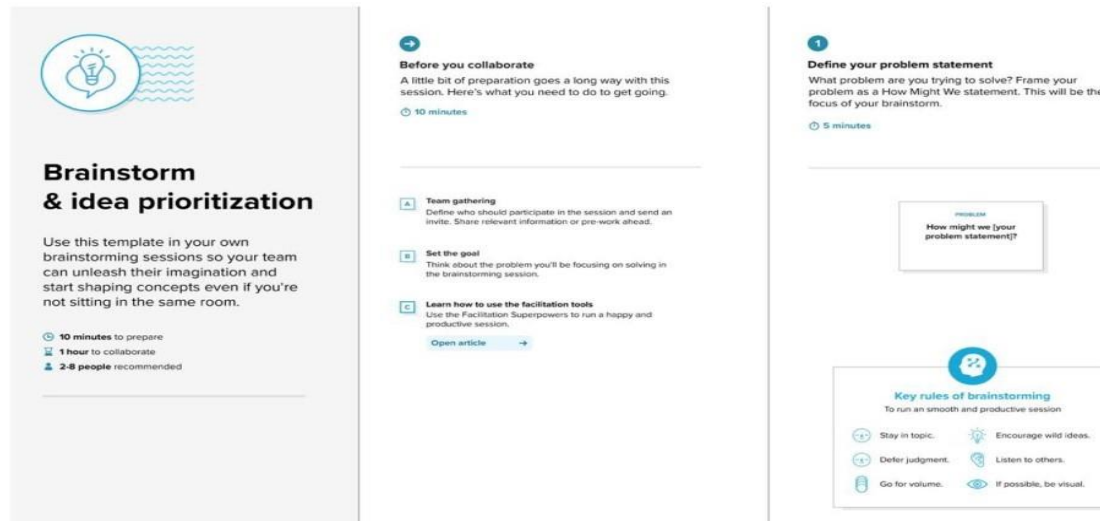 Brainstorm
& idea prioritization
Use this template in your own
brainstorming sessions so your team
can unleash their imagination and
start shaping concepts even if you're
not sitting in the same room.
10 minutes to prepare
1 hour to collaborate
2-8 people recommended
Before you collaborate
A little bit of preparation goes a long way with this
session. Here's what you need to do to get going.
10 minutes
A
Team gathering
Define who should participate in the session and send an
invite. Share relevant information or pre-work ahead.
B
Set the goal
Think about the problem you'll be focusing on solving in
the brainstorming session.
C
Learn how to use the facilitation tools
Use the Facilitation Superpowers to run a happy and
productive session.
Open article
1
Define your problem statement
What problem are you trying to solve? Frame your
problem as a How Might We statement. This will be the
focus of your brainstorm.
5 minutes
PROBLEM
How might we [your
problem statement]?
Key rules of brainstorming
To run an smooth and productive session
Stay in topic.
Encourage wild ideas.
Defer judgment.
Listen to others.
Go for volume.
If possible, be visual.